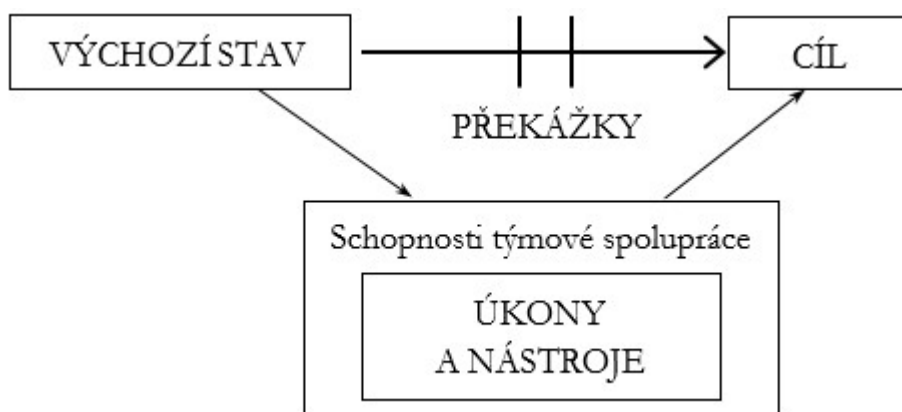 VÝCHOZÍ STAV
CÍL
PŘEKÁŽKY
Schopnosti týmové spolupráce
ÚKONY
A NÁSTROJE